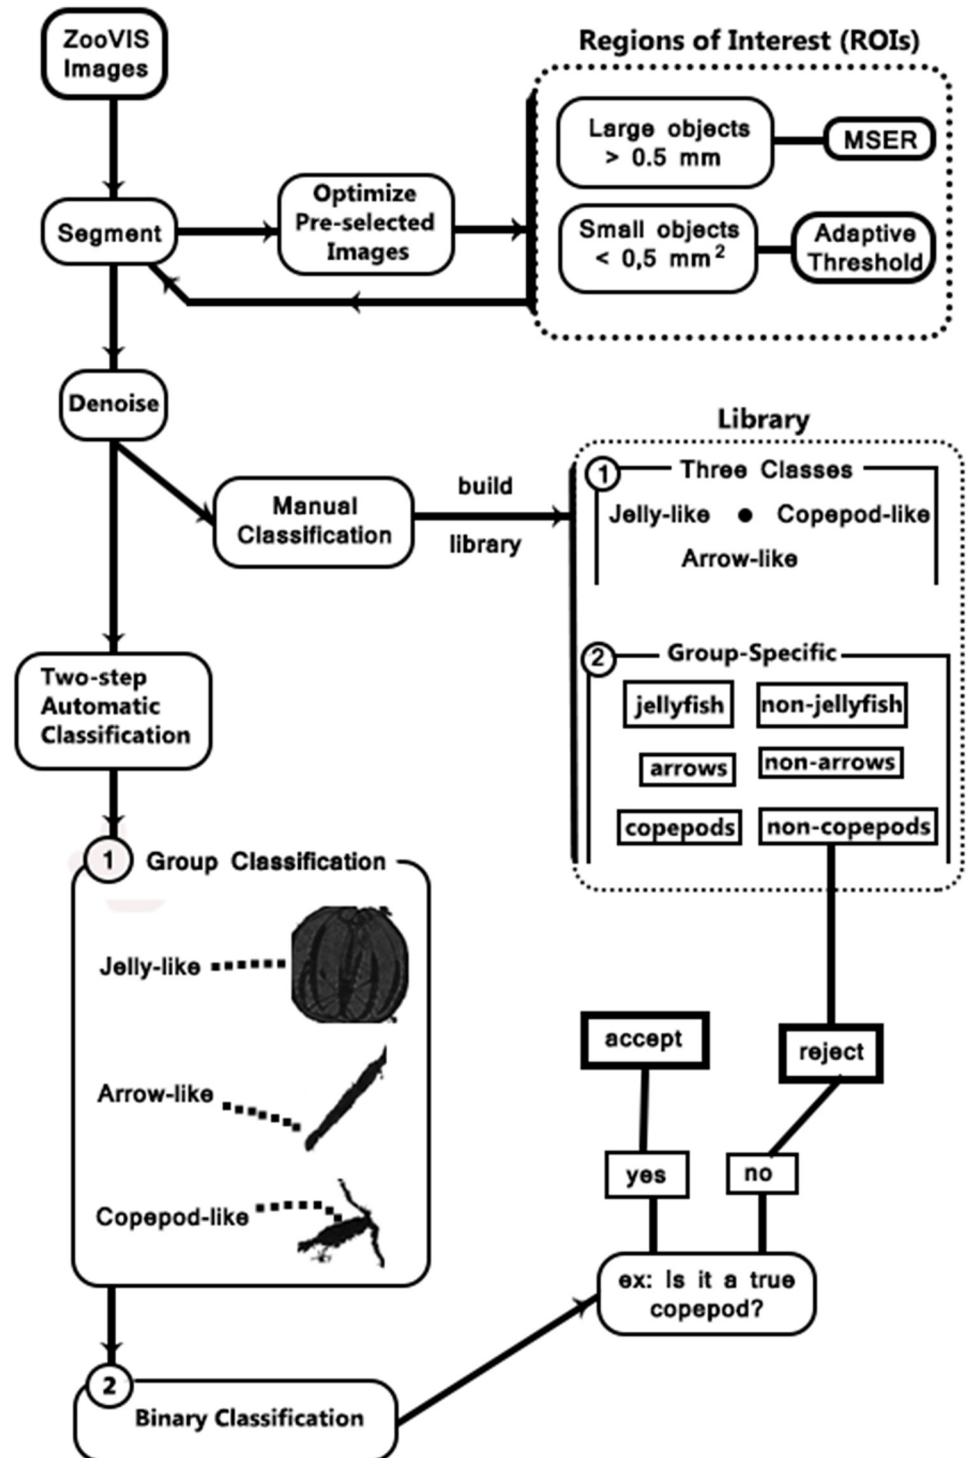 ZooVIS
Images
Regions of Interest (ROIs)
Large objects
> 0.5 mm
MSER
Segment
Optimize
Pre-selected
Images
Small objects
< 0,5 mm²
Adaptive
Threshold
Denoise
Manual
Classification
build
library
Library
1
Three Classes
Jelly-like • Copepod-like
Arrow-like
2
Group-Specific
jellyfish
non-jellyfish
arrows
non-arrows
copepods
non-copepods
Two-step
Automatic
Classification
1
Group Classification
Jelly-like
Arrow-like
Copepod-like
accept
reject
yes
no
ex: Is it a true
copepod?
2
Binary Classification